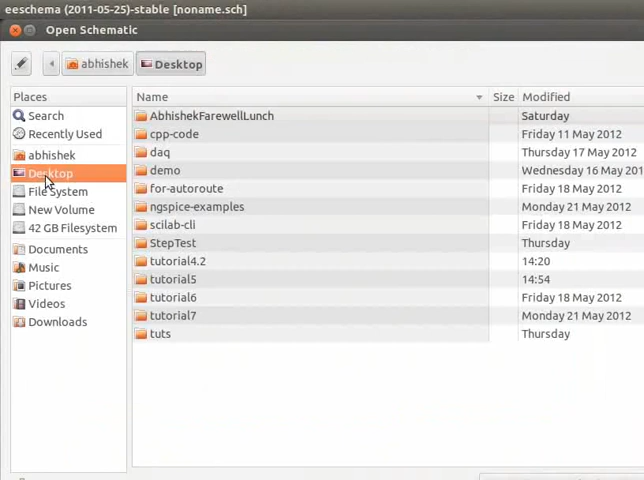 eeschema (2011-05-25)-stable [noname.sch]
Open Schematic
abhishek Desktop
Places Name Size Modified
Search AbhishekFarewellLunch Saturday
Recently Used cpp-code Friday 11 May 2012
abhishek daq Thursday 17 May 2012
Desktop demo Wednesday 16 May 201
File System for-autoroute Friday 18 May 2012
New Volume ngspice-examples Monday 21 May 2012
42 GB Filesystem scilab-cli Friday 18 May 2012
Documents StepTest Thursday
Music tutorial4.2 14:20
Pictures tutorial5 14:54
Videos tutorial6 Friday 18 May 2012
Downloads tutorial7 Monday 21 May 2012
tuts Thursday